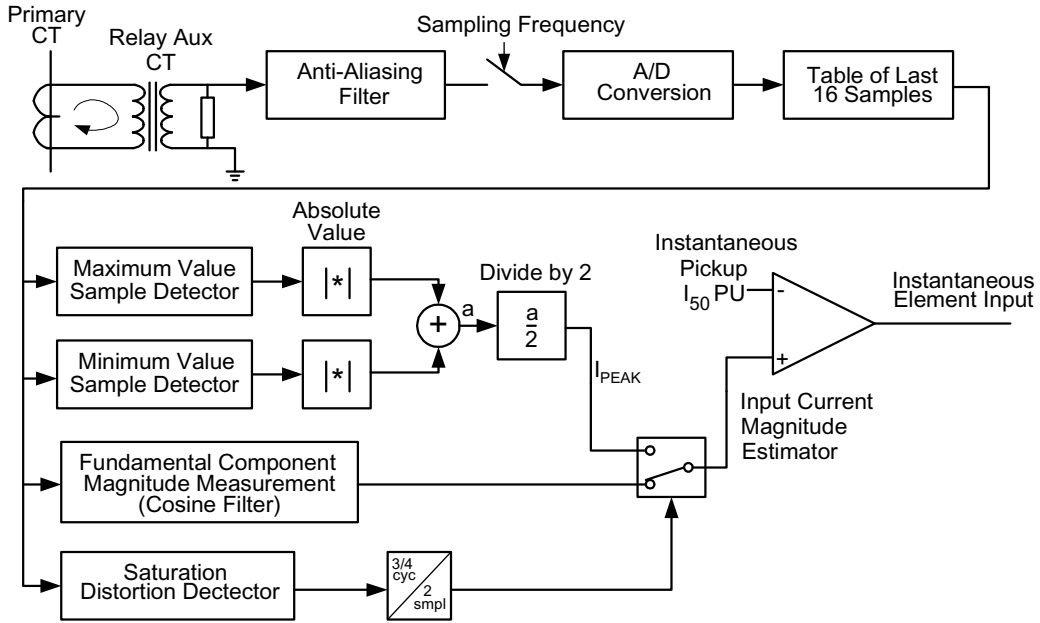 Primary
CT
Relay Aux
CT
Anti-Aliasing
Filter
Sampling Frequency
A/D
Conversion
Table of Last
16 Samples
Absolute
Value
Maximum Value
Sample Detector
|*|
Minimum Value
Sample Detector
|*|
+
a
Divide by 2
a
2
I PEAK
Instantaneous
Pickup
I50 PU
-
+
Instantaneous
Element Input
Input Current
Magnitude
Estimator
Fundamental Component
Magnitude Measurement
(Cosine Filter)
Saturation
Distortion Dectector
3/4
cyc
2
smpl